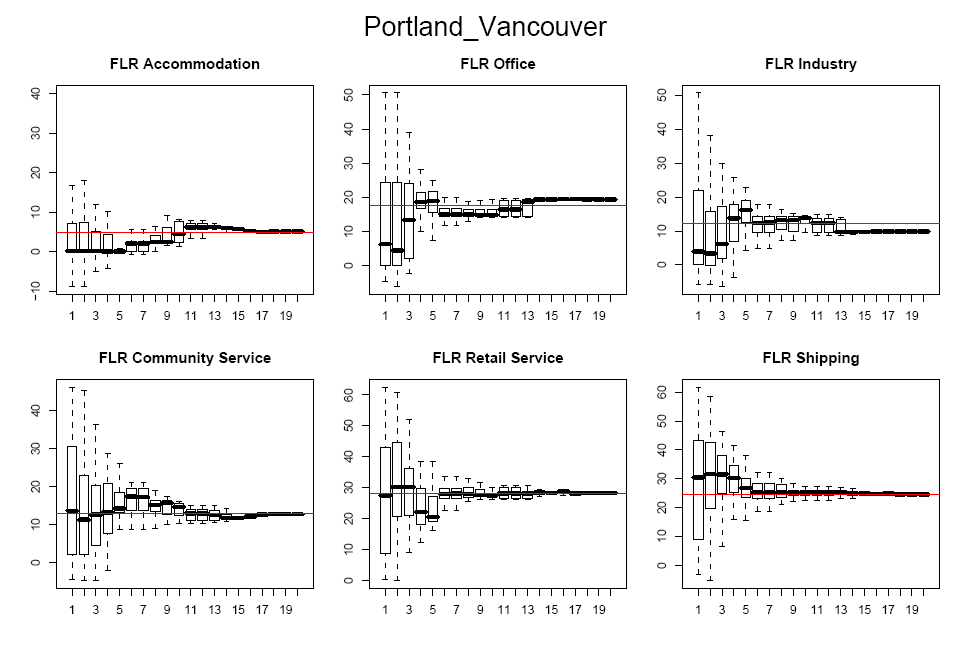 Portland_Vancouver
FLR Accommodation
40
30
20
10
0
−10
1 3 5 7 9 11 13 15 17 19
FLR Office
50
40
30
20
10
0
1 3 5 7 9 11 13 15 17 19
FLR Industry
50
40
30
20
10
0
1 3 5 7 9 11 13 15 17 19
FLR Community Service
40
30
20
10
0
1 3 5 7 9 11 13 15 17 19
FLR Retail Service
60
50
40
30
20
10
0
1 3 5 7 9 11 13 15 17 19
FLR Shipping
60
50
40
30
20
10
0
1 3 5 7 9 11 13 15 17 19